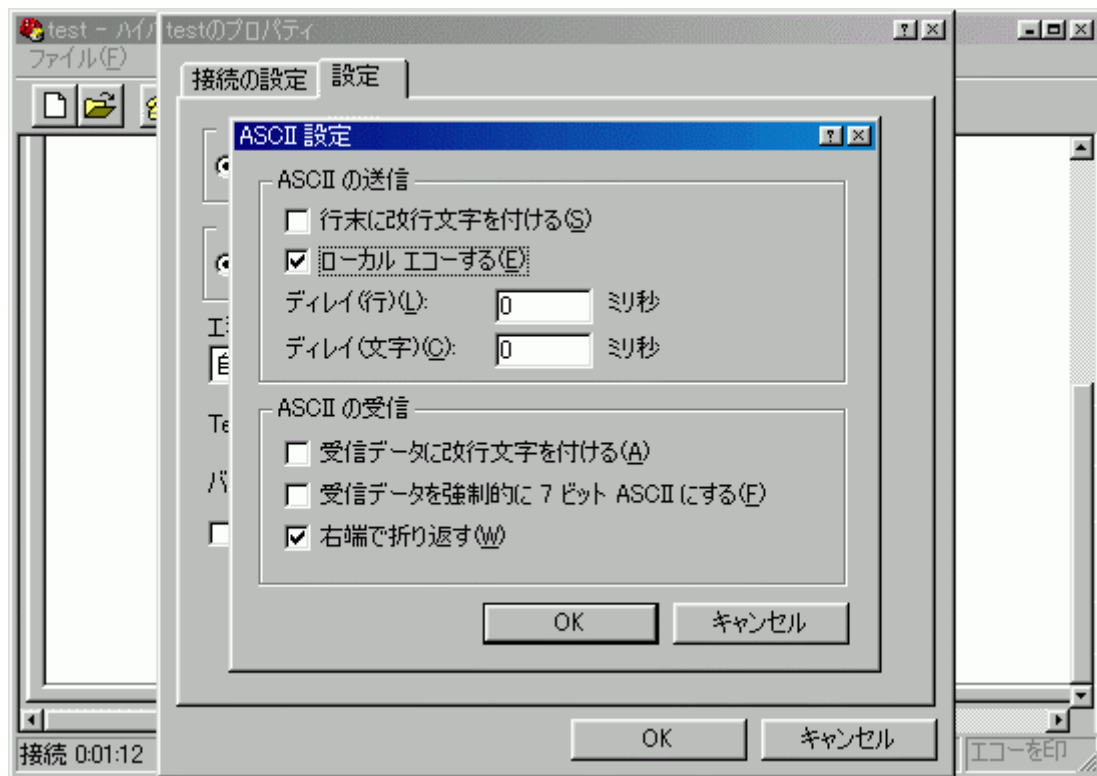 test - ハイパ
testのプロパティ
ファイル(F)
接続の設定
設定
ASCII 設定
ASCII の送信
行末に改行文字を付ける(S)
ローカル エコーする(E)
ディレイ(行)(L):
0
ミリ秒
ディレイ(文字)(C):
0
ミリ秒
エ
自
Te
バ
ASCII の受信
受信データに改行文字を付ける(A)
受信データを強制的に 7 ビット ASCII にする(F)
右端で折り返す(W)
OK
キャンセル
OK
キャンセル
接続 0:01:12
エコーを印